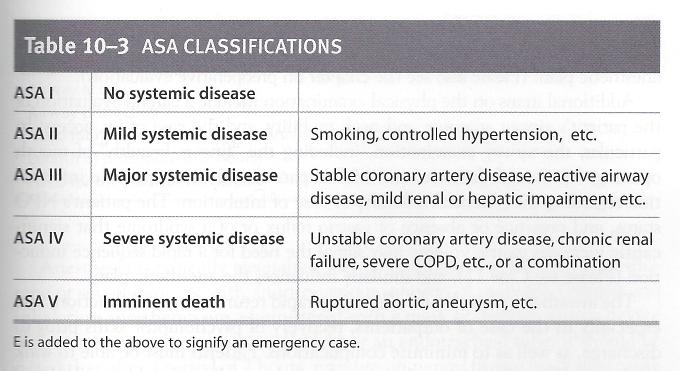 Table 10–3 ASA CLASSIFICATIONS
ASA I No systemic disease
ASA II Mild systemic disease Smoking, controlled hypertension, etc.
ASA III Major systemic disease Stable coronary artery disease, reactive airway
disease, mild renal or hepatic impairment, etc.
ASA IV Severe systemic disease Unstable coronary artery disease, chronic renal
failure, severe COPD, etc., or a combination
ASA V Imminent death Ruptured aortic, aneurysm, etc.
E is added to the above to signify an emergency case.